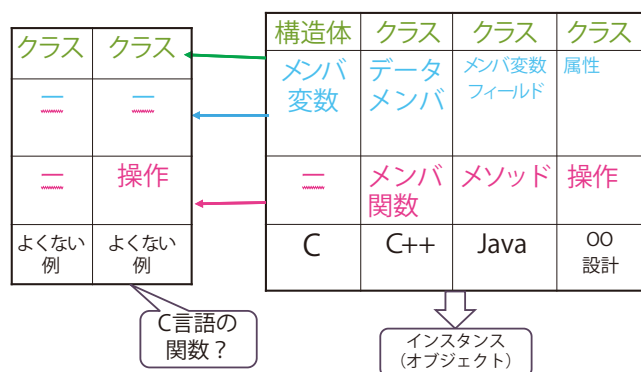 クラス
クラス
二
二
二
操作
よくない
例
よくない
例
C言語の
関数？
構造体
クラス
クラス
クラス
メンバ
変数
データ
メンバ
メンバ変数
フィールド
属性
二
メンバ
関数
メソッド
操作
C
C++
Java
OO
設計
インスタンス
（オブジェクト）